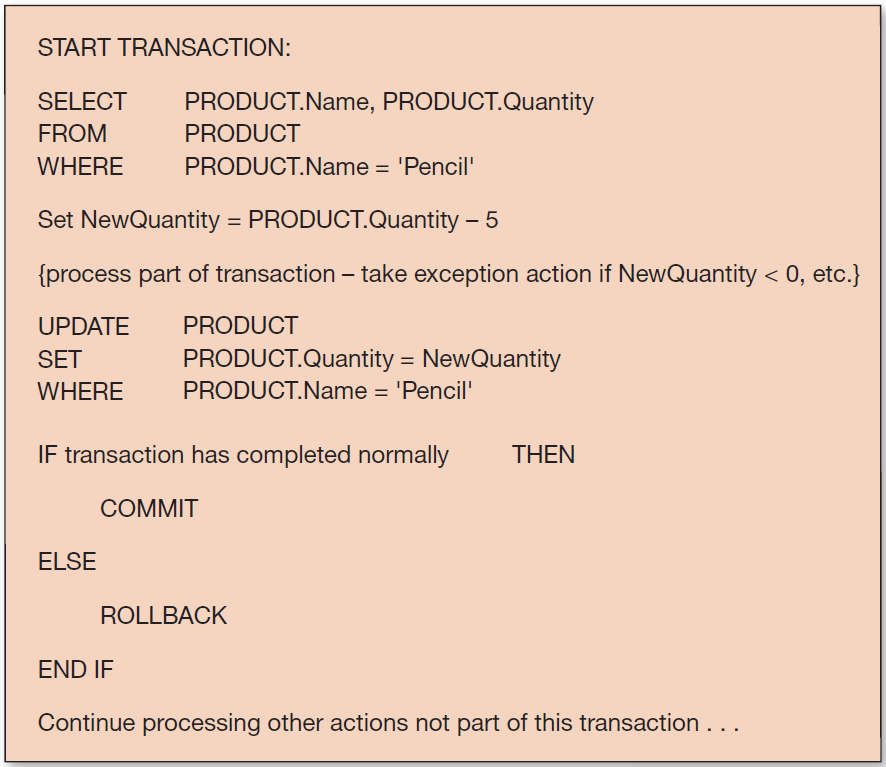 START TRANSACTION:
SELECT PRODUCT.Name, PRODUCT.Quantity
FROM PRODUCT
WHERE PRODUCT.Name = 'Pencil'
Set NewQuantity = PRODUCT.Quantity – 5
{process part of transaction – take exception action if NewQuantity < 0, etc.}
UPDATE PRODUCT
SET PRODUCT.Quantity = NewQuantity
WHERE PRODUCT.Name = 'Pencil'
IF transaction has completed normally THEN
COMMIT
ELSE
ROLLBACK
END IF
Continue processing other actions not part of this transaction . . .